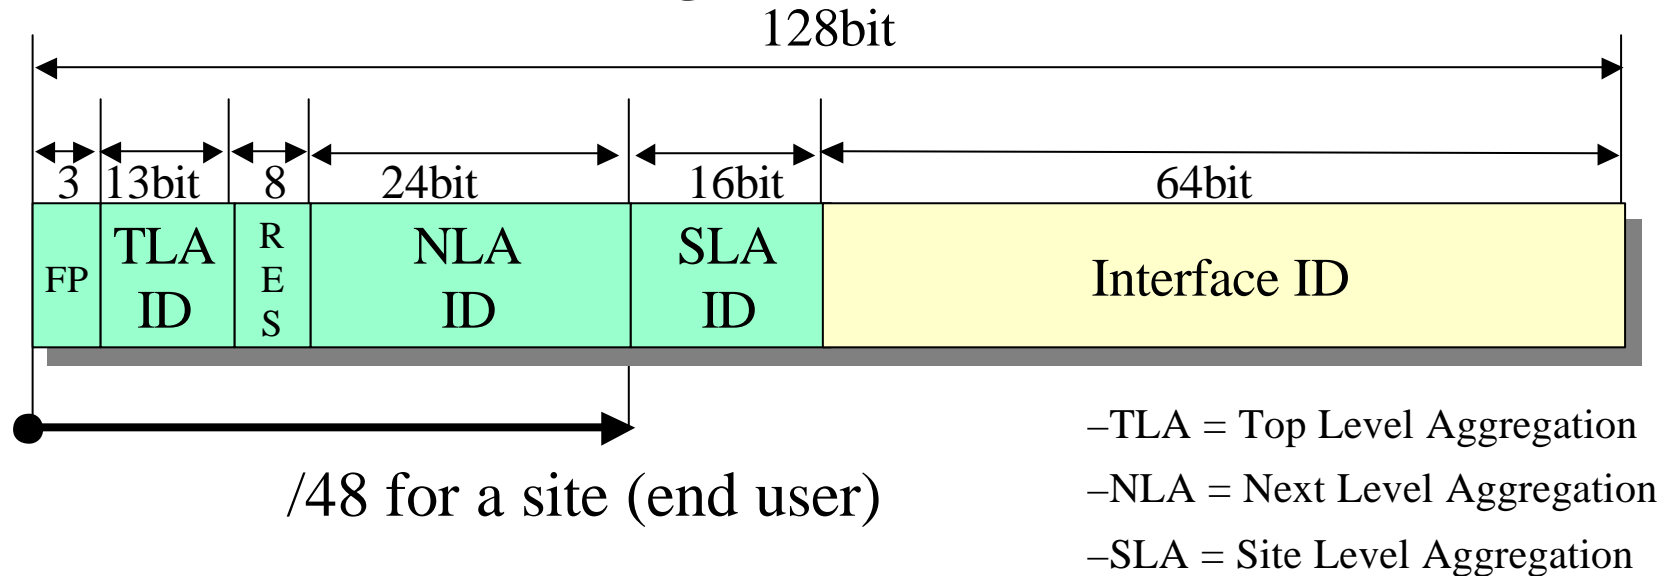 128bit
3 13bit 8 24bit 16bit 64bit
FP
TLA
ID
R
E
S
NLA
ID
SLA
ID
Interface ID
/48 for a site (end user)
–TLA = Top Level Aggregation
–NLA = Next Level Aggregation
–SLA = Site Level Aggregation